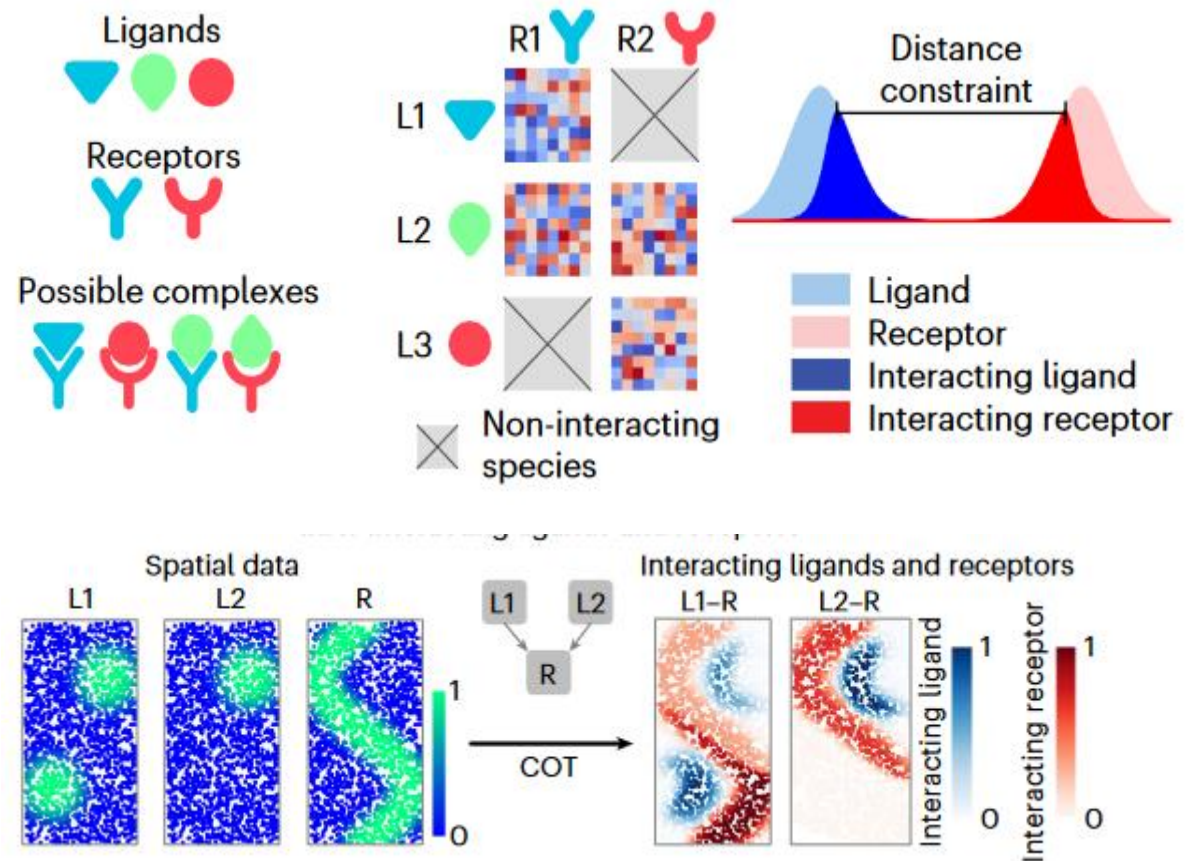 Ligands
Receptors
Possible complexes
R1 R2
L1
L2
L3
Non-interacting
species
Distance
constraint
Ligand
Receptor
Interacting ligand
Interacting receptor
Spatial data
L1 L2 R
1
0
L1 L2
R
COT
Interacting ligands and receptors
L1–R L2–R
Interacting ligand
1
0
Interacting receptor
1
0